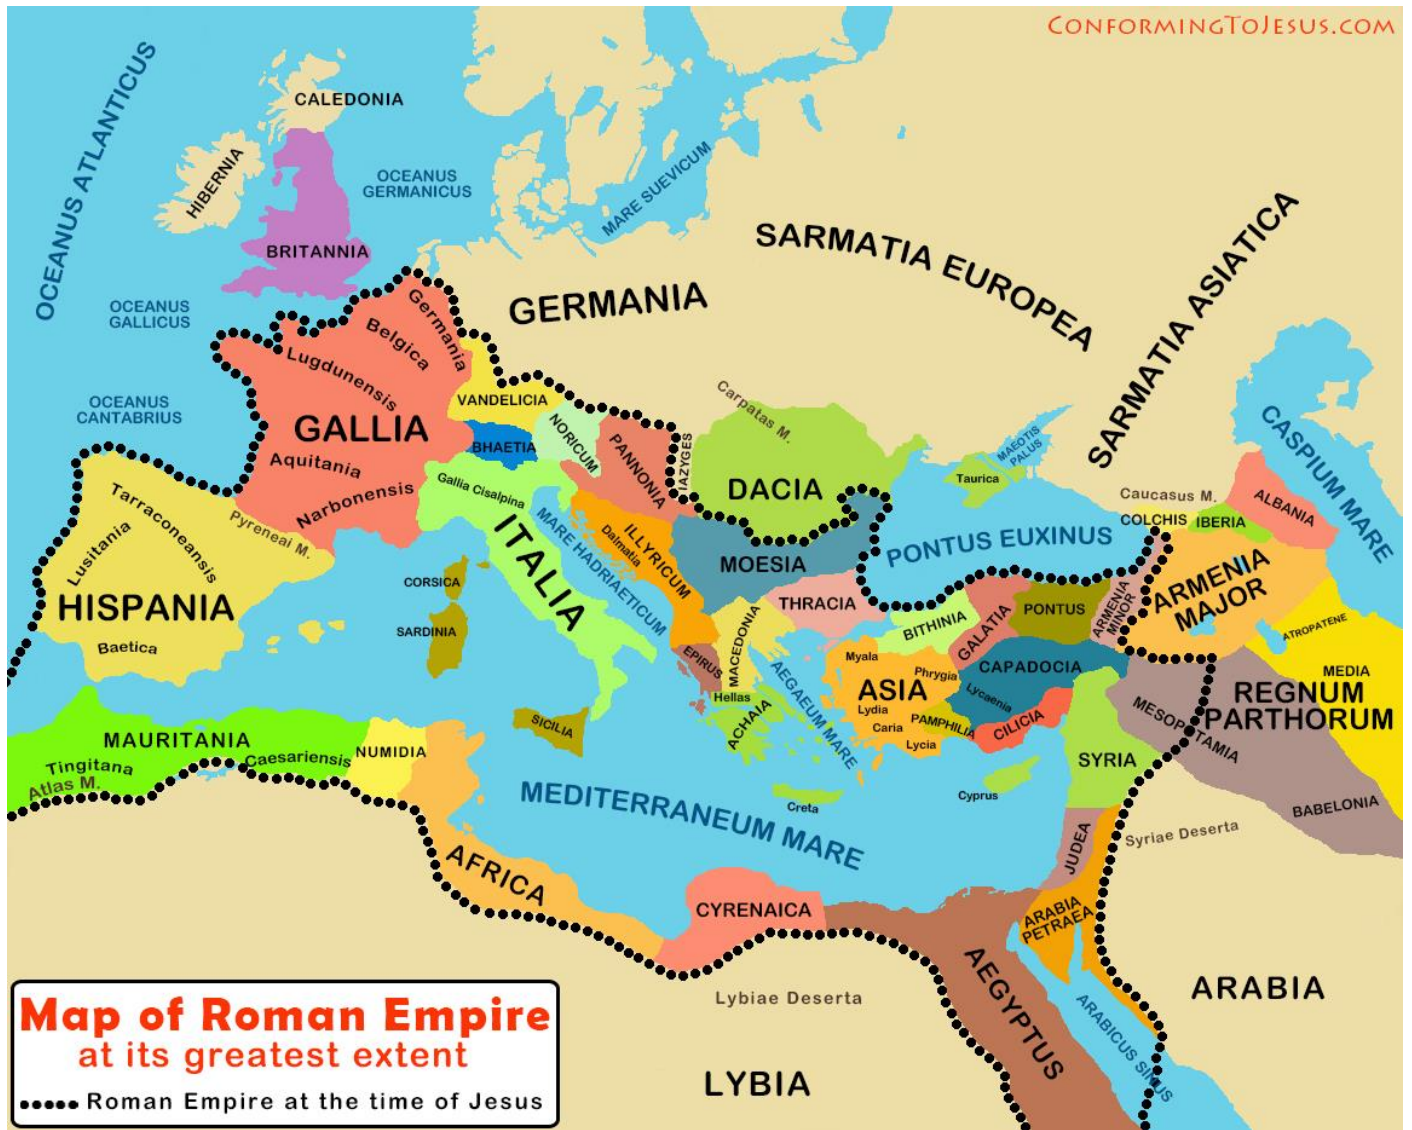 CONFORMINGTOJESUS.COM
OCEANUS ATLANTICUS
CALEDONIA
HIBERNIA
OCEANUS
GERMANICUS
MARE SUEVICUM
BRITANNIA
SARMATIA EUROPEA
SARMATIA ASIATICA
OCEANUS
GALLICUS
GERMANIA
Germania
Belgica
Lugdunensis
OCEANUS
CANTABRIUS
GALLIA
Aquitania
Narbonensis
VANDELICIA
BHAETIA
NORICUM
PANNONIA
IAZYGES
Carpatas M.
DACIA
MAEOTIS
PALUS
Taurica
CASPIUM MARE
Caucasus M.
COLCHIS
IBERIA
ALBANIA
Tarraconeansis
Lusitania
Pyreneai M.
HISPANIA
Baetica
Gallia Cisalpina
ITALIA
MARE HADRIAETICUM
ILLYRICUM
Dalmatia
MOESIA
PONTUS EUXINUS
ARMENIA
MAJOR
ARMENIA
MINOR
CORSICA
SARDINIA
THRACIA
MACEDONIA
EPIRUS
BITHINIA
GALATIA
PONTUS
ATROPATENE
MEDIA
Myala
Phrygia
ASIA
Lydia
Caria
Lycia
CAPADOCIA
Lycaenia
PAMPHILIA
CILICIA
AEGAEUM MARE
Hellas
ACHAIA
MESOPOTAMIA
REGNUM
PARTHORUM
BABELONIA
MAURITANIA
Tingitana
Atlas M.
Caesariensis
NUMIDIA
SICILIA
MEDITERRANEUM MARE
Creta
Cyprus
SYRIA
Syriae Deserta
JUDEA
AFRICA
CYRENAICA
ARABIA
PETRAEA
AEGYPTUS
ARABICUS SINUS
ARABIA
Lybiae Deserta
LYBIA
Map of Roman Empire
at its greatest extent
Roman Empire at the time of Jesus